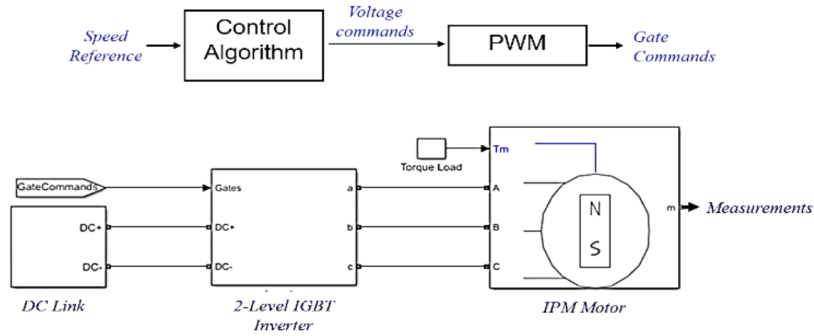 Speed
Reference
Control
Algorithm
Voltage
commands
PWM
Gate
Commands
Torque Load
Tm
GateCommands
Gates
DC+
DC-
DC+
DC-
a
b
c
A
B
C
N
S
m
Measurements
DC Link
2-Level IGBT
Inverter
IPM Motor